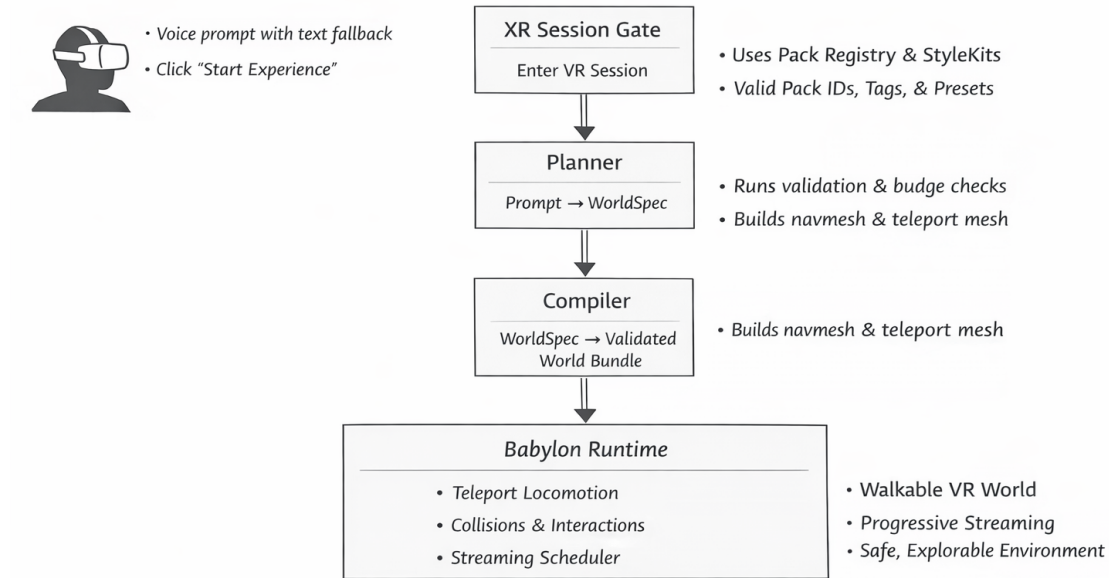 • Voice prompt with text fallback
• Click “Start Experience”
XR Session Gate
Enter VR Session
• Uses Pack Registry & StyleKits
• Valid Pack IDs, Tags, & Presets
Planner
Prompt → WorldSpec
• Runs validation & budge checks
• Builds navmesh & teleport mesh
Compiler
WorldSpec → Validated
World Bundle
• Builds navmesh & teleport mesh
Babylon Runtime
• Teleport Locomotion
• Collisions & Interactions
• Streaming Scheduler
• Walkable VR World
• Progressive Streaming
• Safe, Explorable Environment